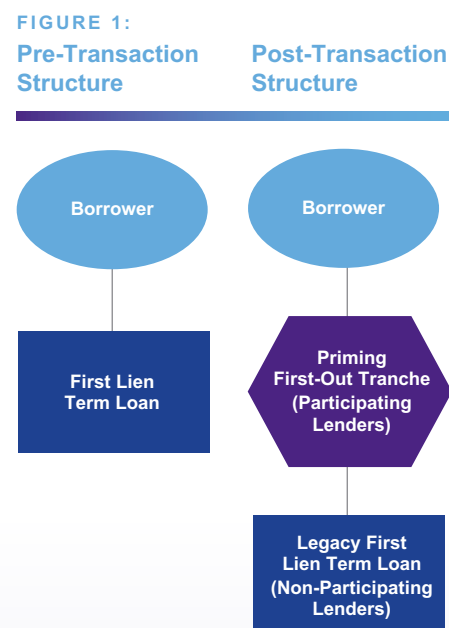 FIGURE 1:
Pre-Transaction
Structure
Post-Transaction
Structure
Borrower
First Lien
Term Loan
Borrower
Priming
First-Out Tranche
(Participating
Lenders)
Legacy First
Lien Term Loan
(Non-Participating
Lenders)